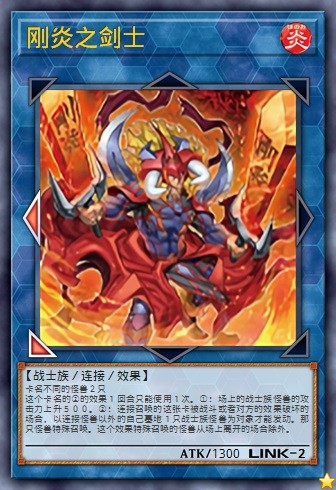 刚炎之剑士
炎
【战士族／连接／效果】
卡名不同的怪兽２只
这个卡名的②的效果１回合只能使用１次。①：场上的战士族怪兽的攻
击力上升５００。②：连接召唤的这张卡被战斗或者对方的效果破坏的
场合，以连接怪兽以外的自己墓地１只战士族怪兽为对象才能发动。那
只怪兽特殊召唤。这个效果特殊召唤的怪兽从场上离开的场合除外。
ATK/1300 LINK-2